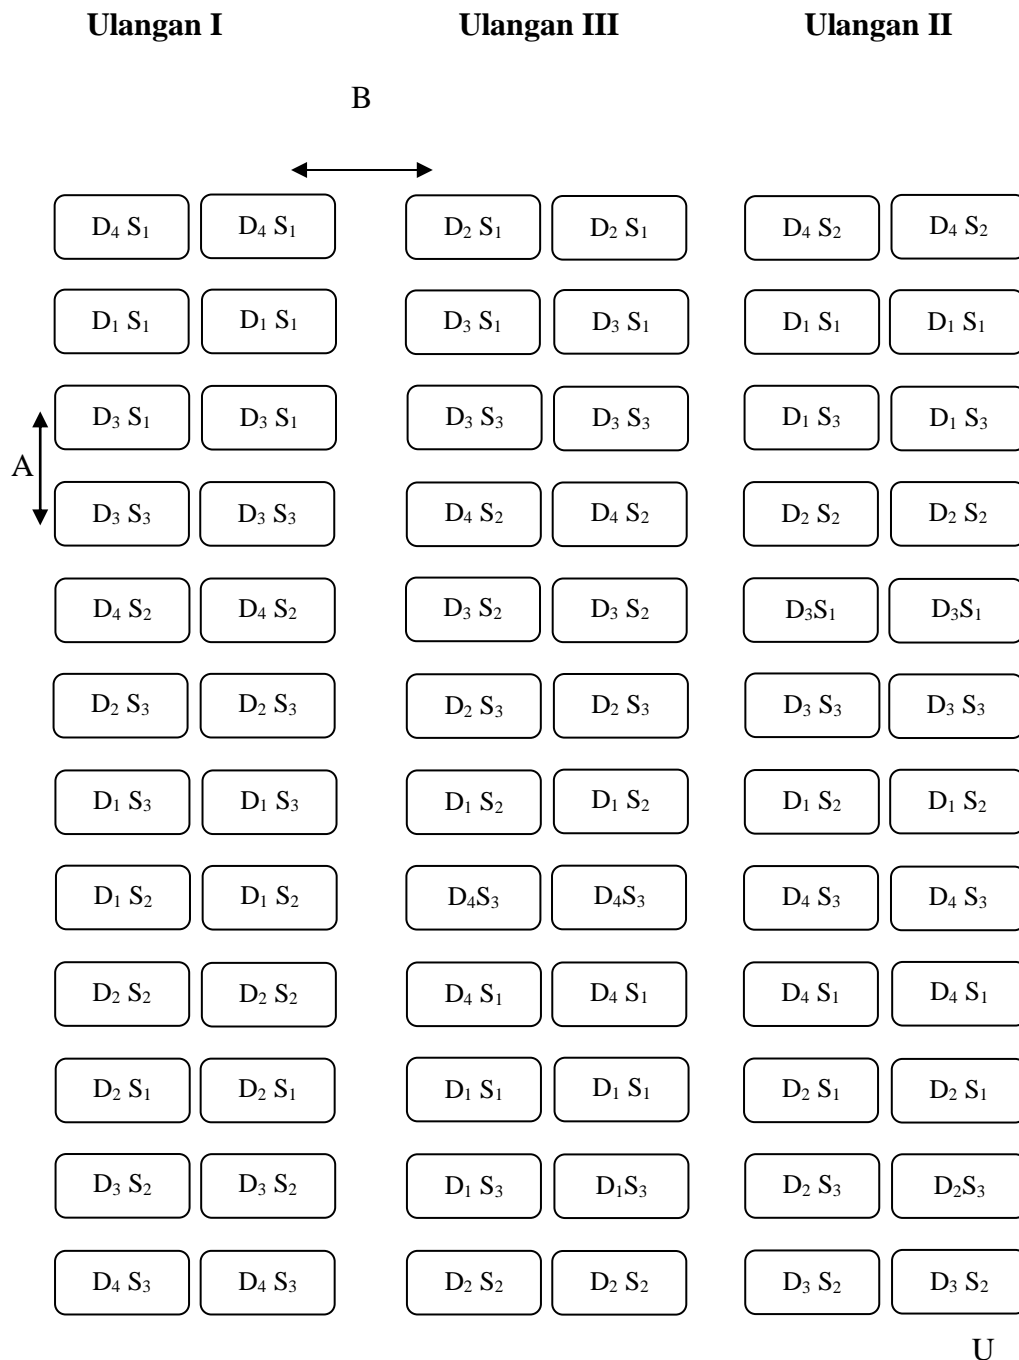 Ulangan I Ulangan III Ulangan II
B
D₄ S₁ D₄ S₁ D₂ S₁ D₂ S₁ D₄ S₂ D₄ S₂
D₁ S₁ D₁ S₁ D₃ S₁ D₃ S₁ D₁ S₁ D₁ S₁
D₃ S₁ D₃ S₁ D₃ S₃ D₃ S₃ D₁ S₃ D₁ S₃
A
D₃ S₃ D₃ S₃ D₄ S₂ D₄ S₂ D₂ S₂ D₂ S₂
D₄ S₂ D₄ S₂ D₃ S₂ D₃ S₂ D₃S₁ D₃S₁
D₂ S₃ D₂ S₃ D₂ S₃ D₂ S₃ D₃ S₃ D₃ S₃
D₁ S₃ D₁ S₃ D₁ S₂ D₁ S₂ D₁ S₂ D₁ S₂
D₁ S₂ D₁ S₂ D₄S₃ D₄S₃ D₄ S₃ D₄ S₃
D₂ S₂ D₂ S₂ D₄ S₁ D₄ S₁ D₄ S₁ D₄ S₁
D₂ S₁ D₂ S₁ D₁ S₁ D₁ S₁ D₂ S₁ D₂ S₁
D₃ S₂ D₃ S₂ D₁ S₃ D₁S₃ D₂ S₃ D₂S₃
D₄ S₃ D₄ S₃ D₂ S₂ D₂ S₂ D₃ S₂ D₃ S₂
U